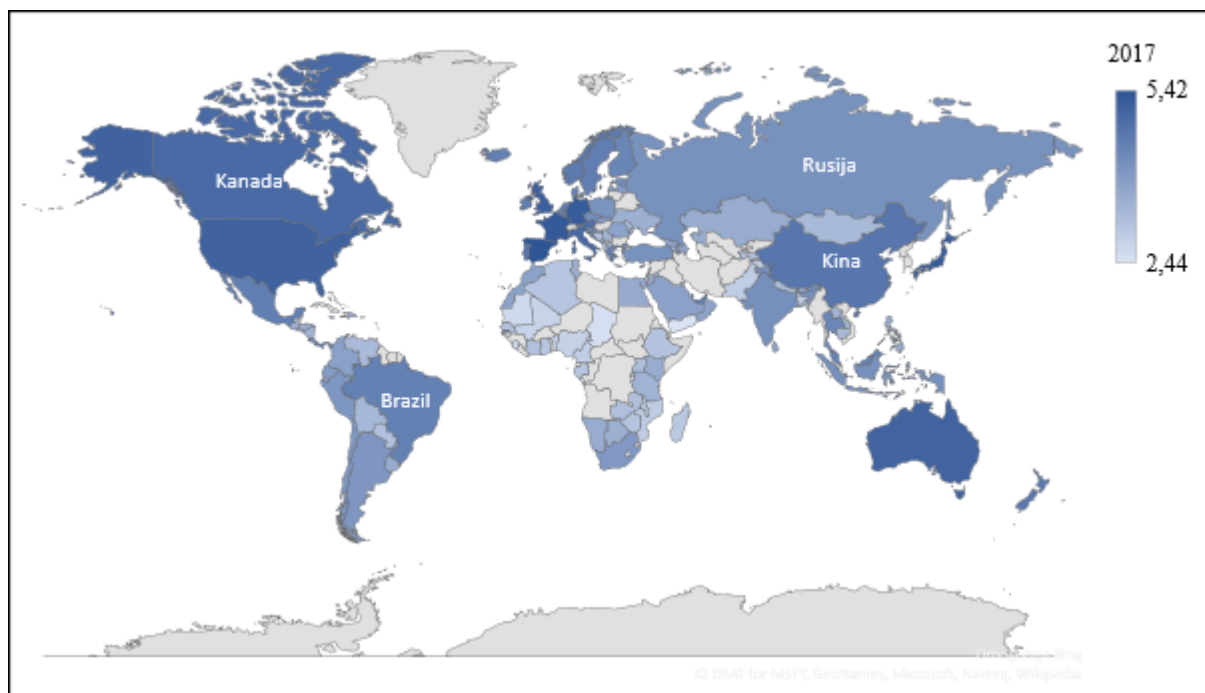 2017
5,42
2,44
Kanada
Rusija
Kina
Brazil
© DSAT for MSFT, GeoNames, Microsoft, Navteq, Wikipedia